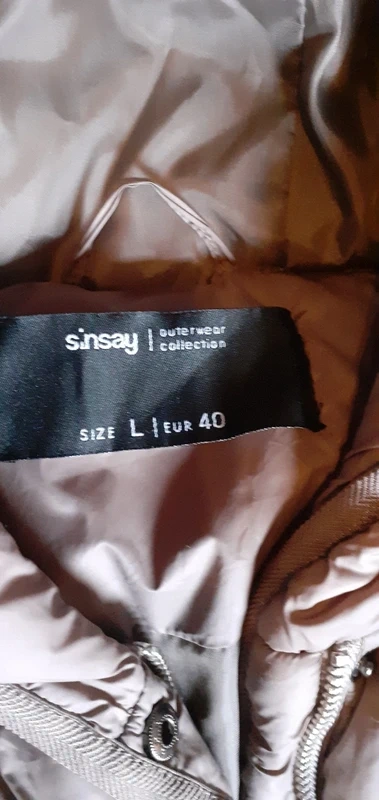 sinsay | outerwear
collection
SIZE L | EUR 40